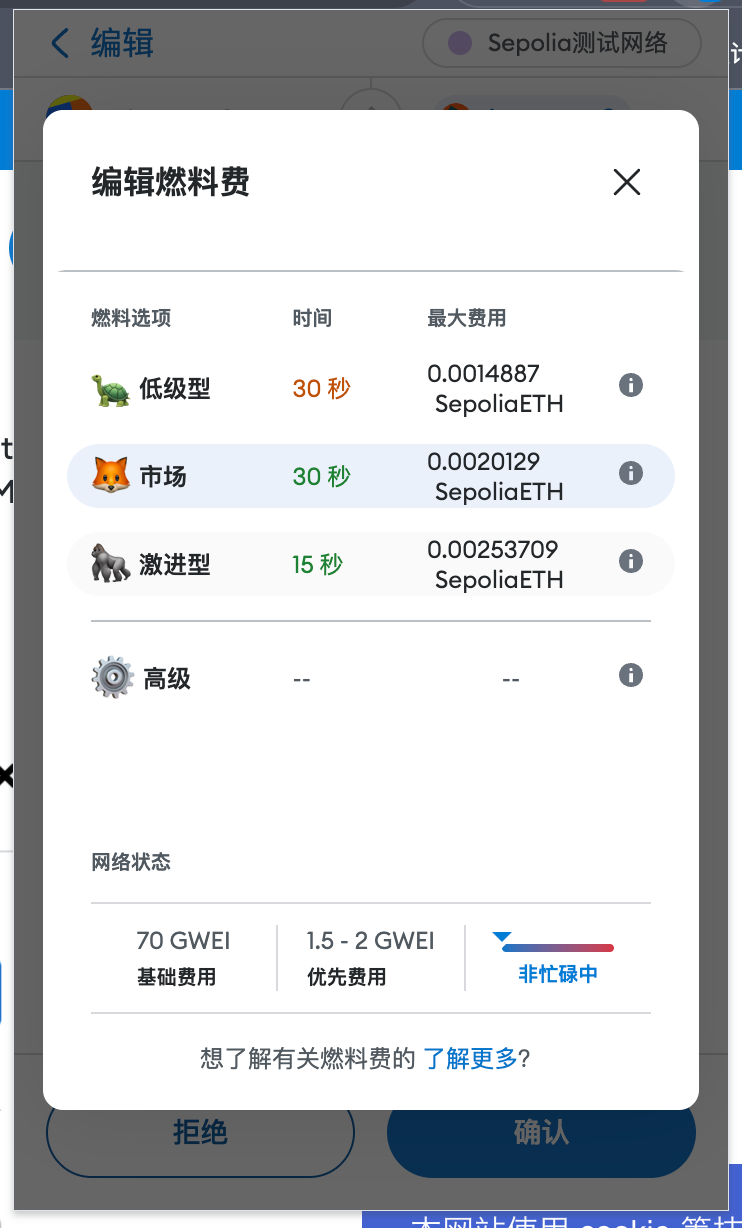 编辑
Sepolia测试网络
编辑燃料费
燃料选项 时间 最大费用
低级型 30 秒 0.0014887 SepoliaETH
市场 30 秒 0.0020129 SepoliaETH
激进型 15 秒 0.00253709 SepoliaETH
高级 -- --
网络状态
70 GWEI 1.5 - 2 GWEI
基础费用 优先费用 非忙碌中
想了解有关燃料费的 了解更多?
拒绝 确认
本网站使用 cookie